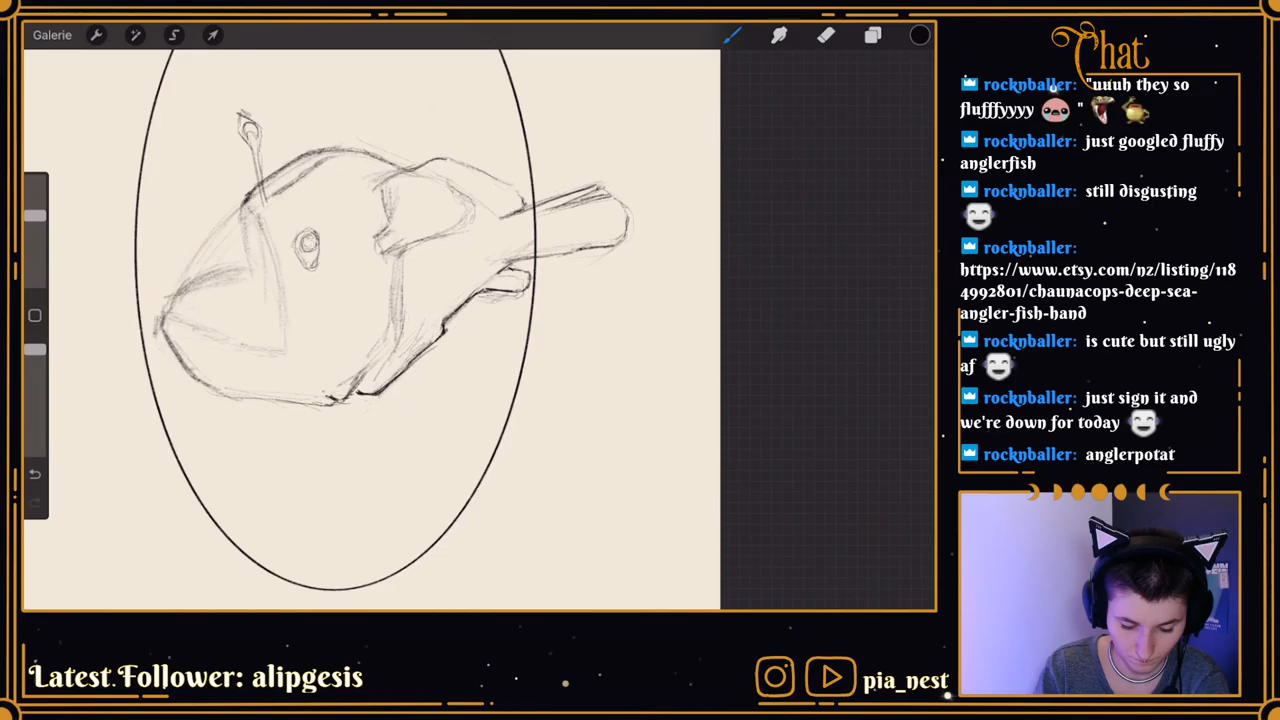 Galerie
Chat
rocknballer: "uuuh they so
flufffyyyy "
rocknballer: just googled fluffy
anglerfish
rocknballer: still disgusting
rocknballer:
https://www.etsy.com/nz/listing/118
4992801/chaunacops-deep-sea-
angler-fish-hand
rocknballer: is cute but still ugly
af
rocknballer: just sign it and
we're down for today
rocknballer: anglerpotat
Latest Follower: alipgesis
pia_nest